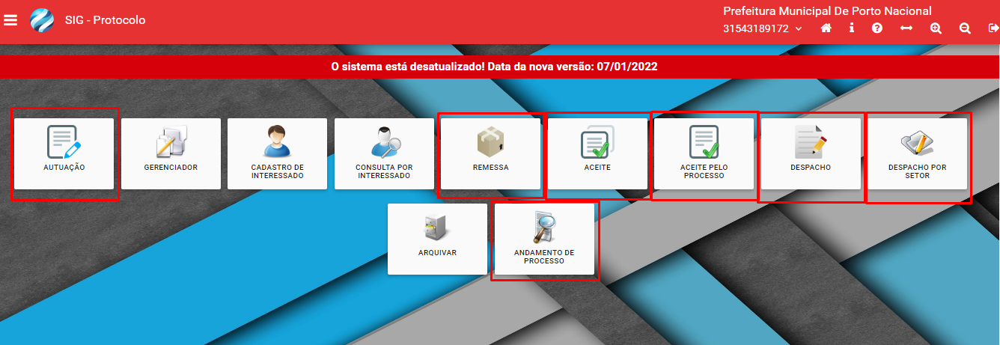 SIG - Protocolo
Prefeitura Municipal De Porto Nacional
31543189172
O sistema está desatualizado! Data da nova versão: 07/01/2022
AUTUAÇÃO
GERENCIADOR
CADASTRO DE
INTERESSADO
CONSULTA POR
INTERESSADO
REMESSA
ACEITE
ACEITE PELO
PROCESSO
DESPACHO
DESPACHO POR
SETOR
ARQUIVAR
ANDAMENTO DE
PROCESSO